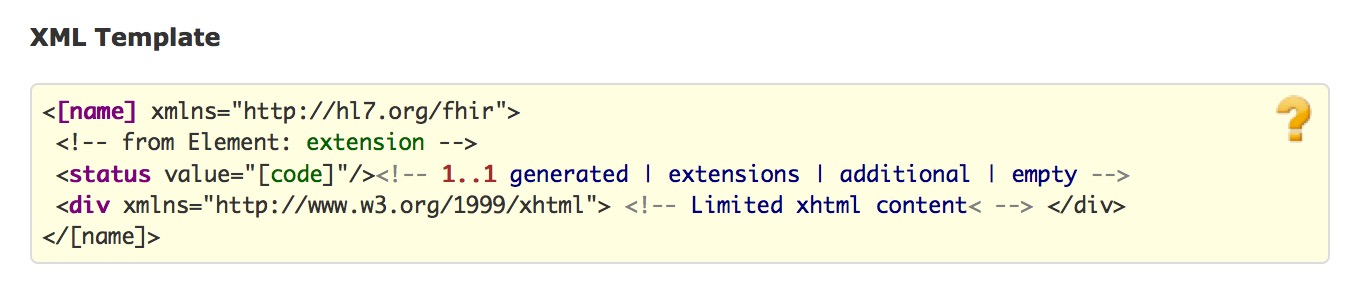 XML Template
<[name] xmlns="http://hl7.org/fhir">
 <!-- from Element: extension -->
 <status value="[code]"/><!-- 1..1 generated | extensions | additional | empty -->
 <div xmlns="http://www.w3.org/1999/xhtml"> <!-- Limited xhtml content< --> </div>
</[name]>